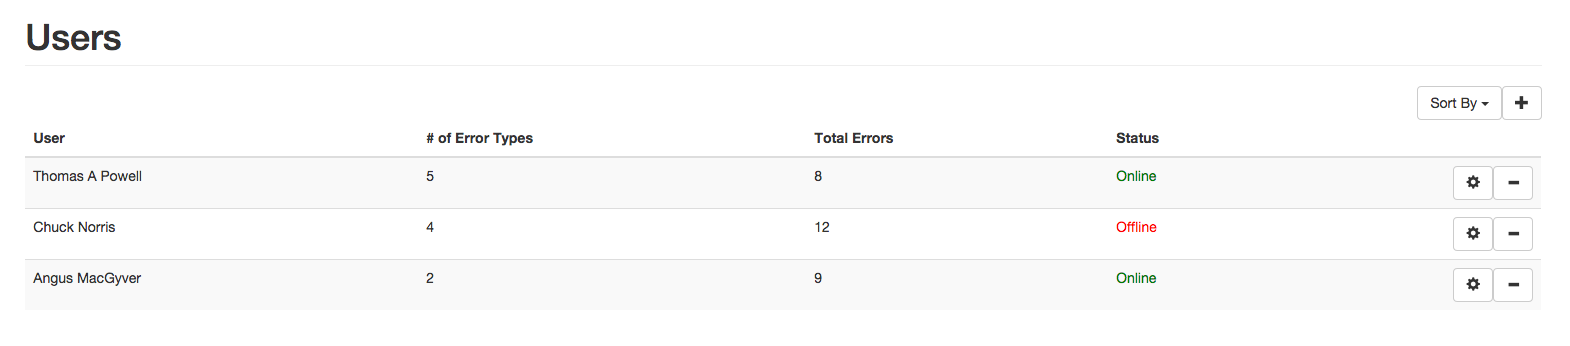 Users
Sort By
User # of Error Types Total Errors Status
Thomas A Powell 5 8 Online
Chuck Norris 4 12 Offline
Angus MacGyver 2 9 Online